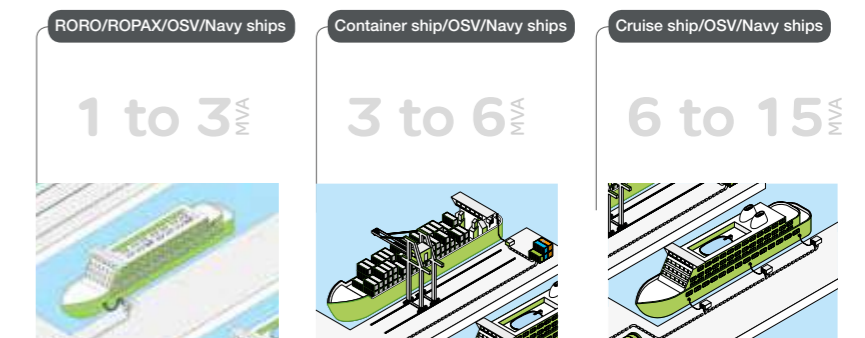 RORO/ROPAX/OSV/Navy ships
Container ship/OSV/Navy ships
Cruise ship/OSV/Navy ships
1 to 3 MVA
3 to 6 MVA
6 to 15 MVA